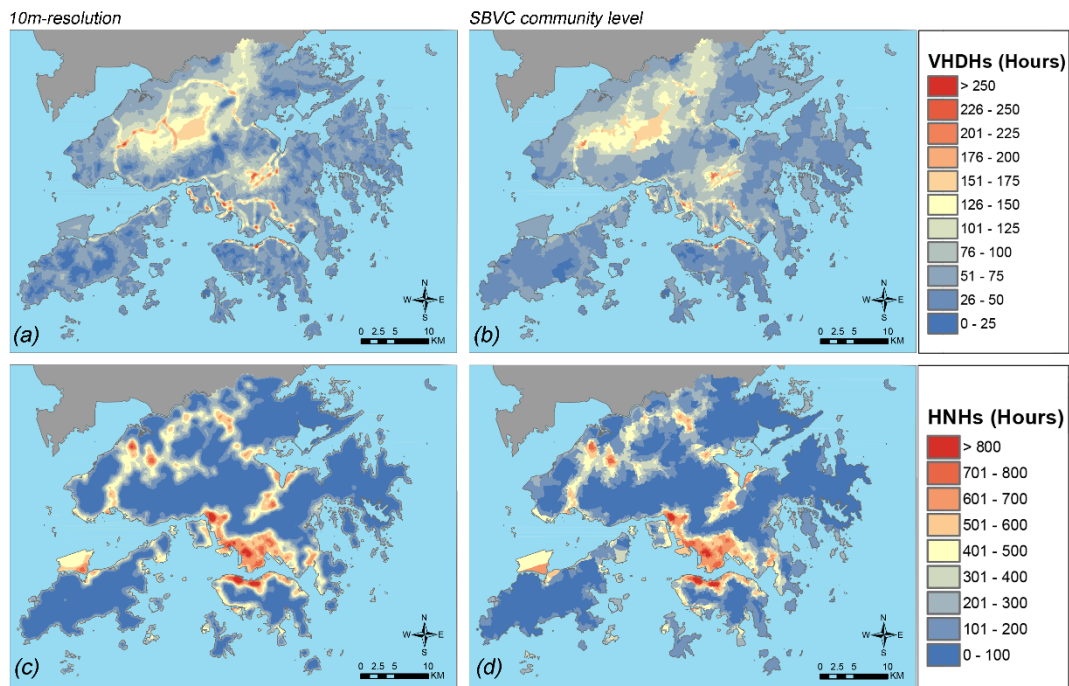 10m-resolution
SBVC community level
(a)
N
W E
S
0 2.5 5 10
KM
(b)
N
W E
S
0 2.5 5 10
KM
VHDHs (Hours)
> 250
226 - 250
201 - 225
176 - 200
151 - 175
126 - 150
101 - 125
76 - 100
51 - 75
26 - 50
0 - 25
(c)
N
W E
S
0 2.5 5 10
KM
(d)
N
W E
S
0 2.5 5 10
KM
HNHs (Hours)
> 800
701 - 800
601 - 700
501 - 600
401 - 500
301 - 400
201 - 300
101 - 200
0 - 100